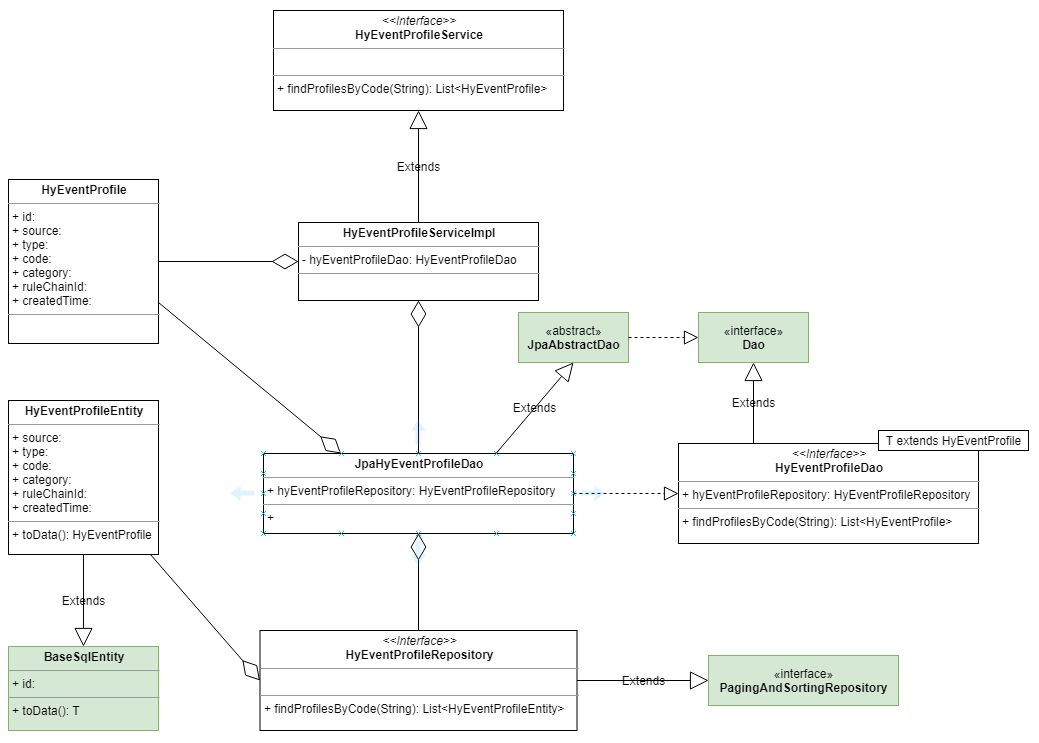 <<Interface>>
HyEventProfileService
+ findProfilesByCode(String): List<HyEventProfile>
Extends
HyEventProfile
+ id:
+ source:
+ type:
+ code:
+ category:
+ ruleChainId:
+ createdTime:
HyEventProfileServiceImpl
- hyEventProfileDao: HyEventProfileDao
«abstract»
JpaAbstractDao
«interface»
Dao
Extends
Extends
HyEventProfileEntity
+ source:
+ type:
+ code:
+ category:
+ ruleChainId:
+ createdTime:
+ toData(): HyEventProfile
JpaHyEventProfileDao
+ hyEventProfileRepository: HyEventProfileRepository
+
T extends HyEventProfile
<<Interface>>
HyEventProfileDao
+ hyEventProfileRepository: HyEventProfileRepository
+ findProfilesByCode(String): List<HyEventProfile>
Extends
BaseSqlEntity
+ id:
+ toData(): T
<<Interface>>
HyEventProfileRepository
+ findProfilesByCode(String): List<HyEventProfileEntity>
Extends
«interface»
PagingAndSortingRepository